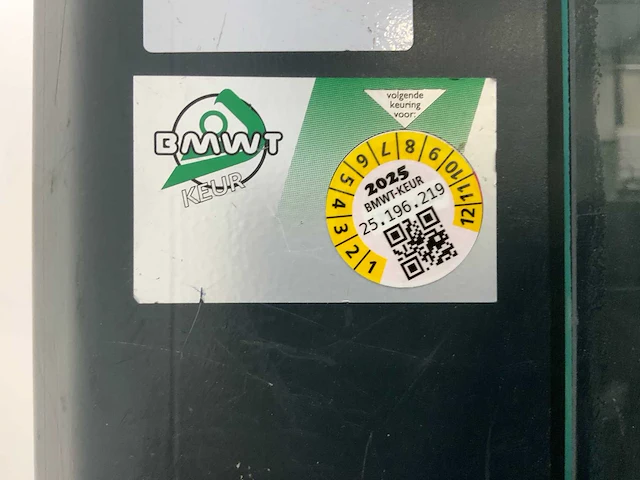 BMWT
KEUR
volgende
keuring
voor:
1 2 3 4 5 6 7 8 9 10 11 12
2025
BMWT-KEUR
25.196.219